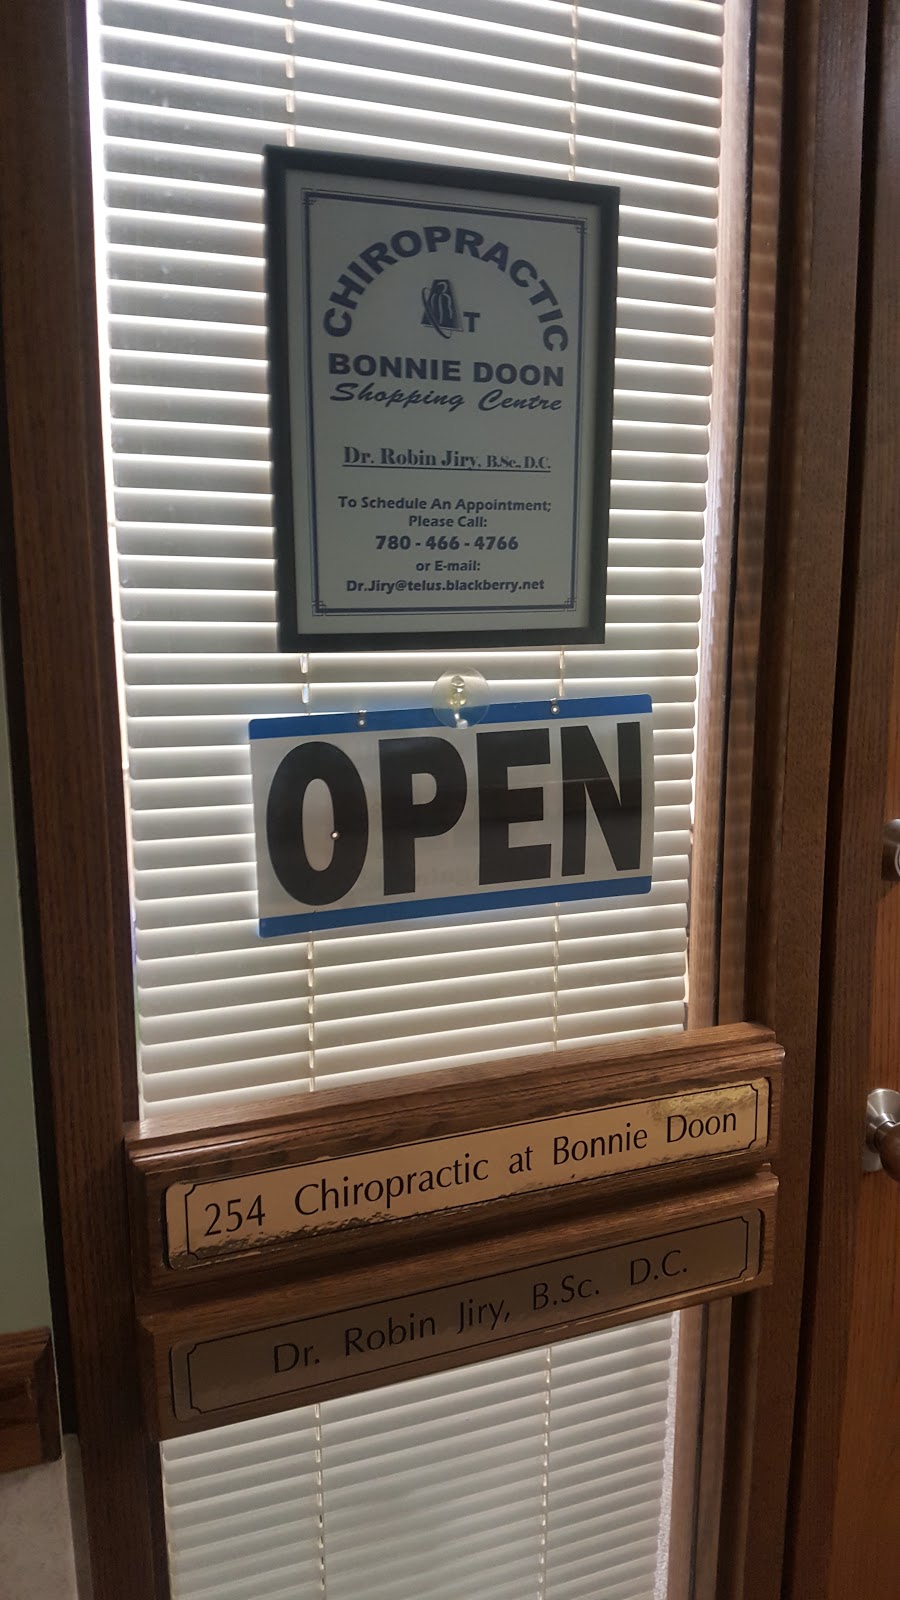 CHIROPRACTIC
AT
BONNIE DOON
Shopping Centre
Dr. Robin Jiry, B.Sc., D.C.
To Schedule An Appointment;
Please Call:
780 - 466 - 4766
or E-mail:
Dr.Jiry@telus.blackberry.net
OPEN
254 Chiropractic at Bonnie Doon
Dr. Robin Jiry, B.Sc. D.C.